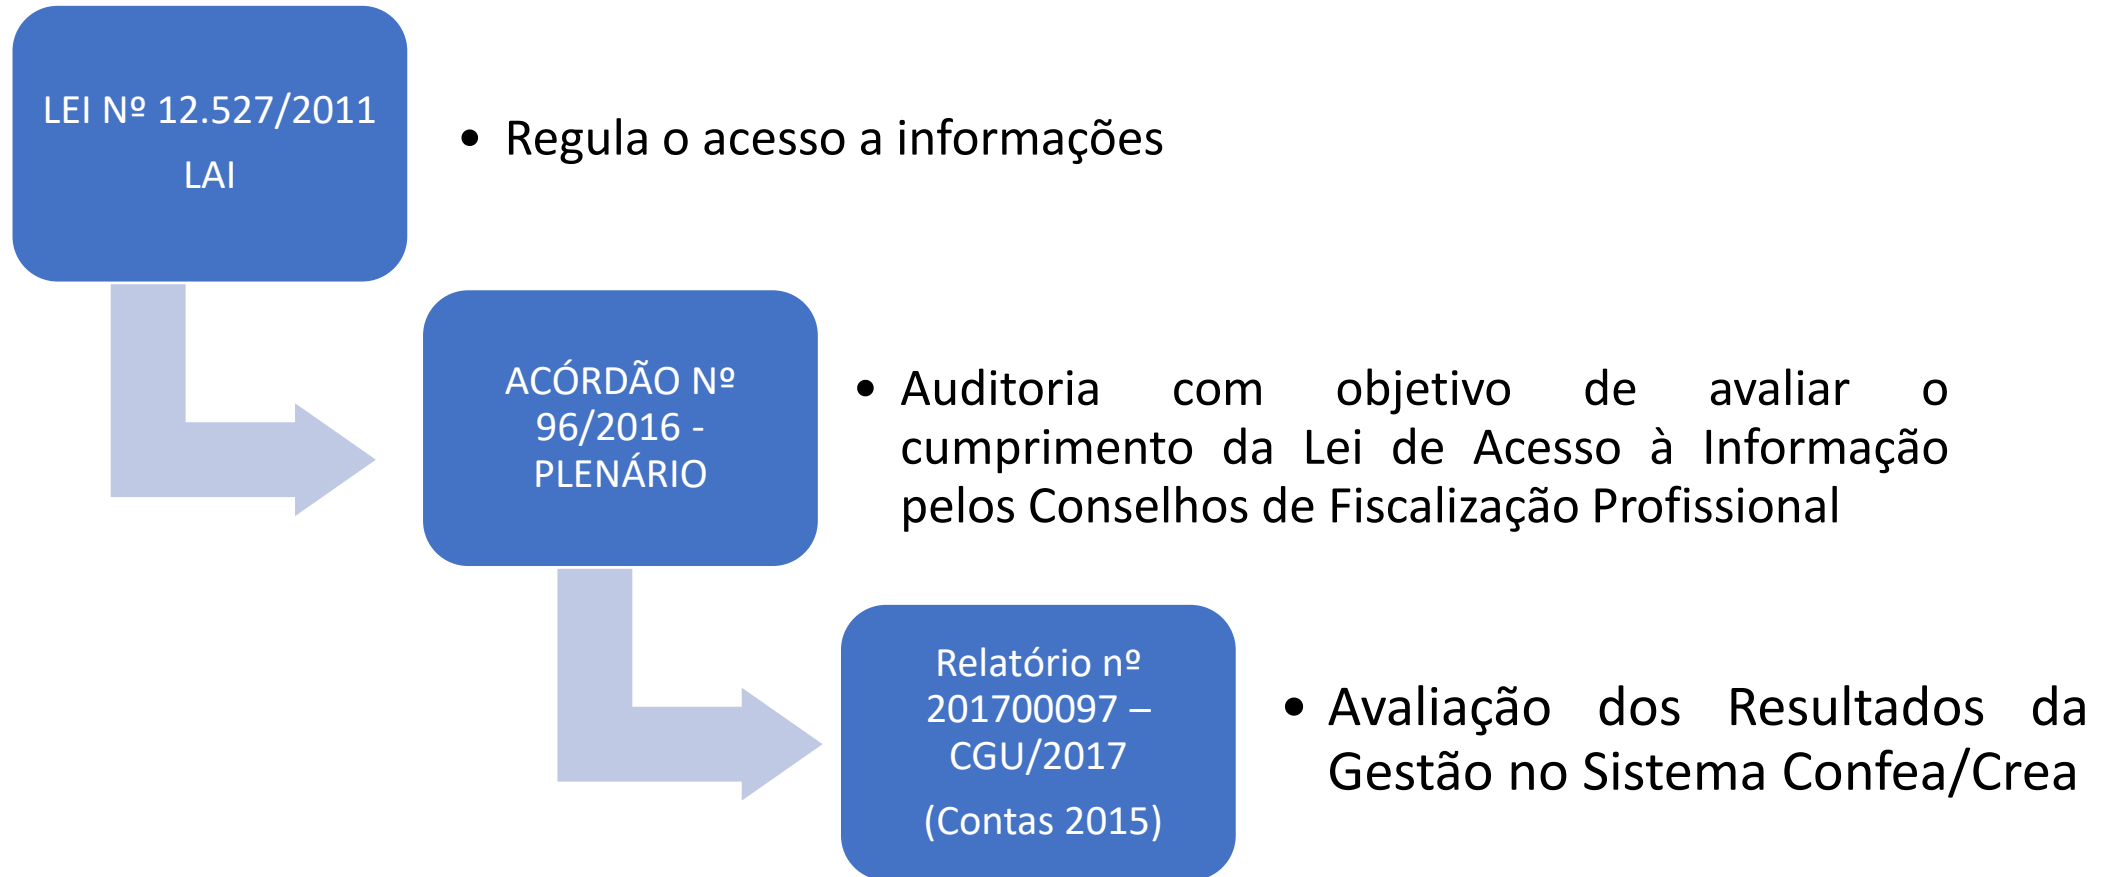 LEI Nº 12.527/2011
LAI
• Regula o acesso a informações
ACÓRDÃO Nº
96/2016 -
PLENÁRIO
• Auditoria com objetivo de avaliar o
cumprimento da Lei de Acesso à Informação
pelos Conselhos de Fiscalização Profissional
Relatório nº
201700097 –
CGU/2017
(Contas 2015)
• Avaliação dos Resultados da
Gestão no Sistema Confea/Crea